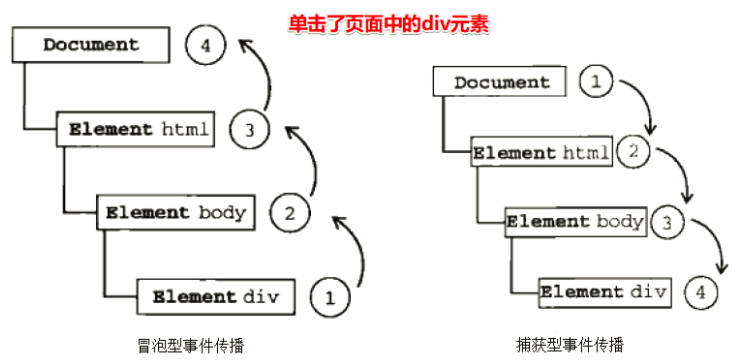 单击了页面中的div元素
Document 4
Element html 3
Element body 2
Element div 1
冒泡型事件传播
Document 1
Element html 2
Element body 3
Element div 4
捕获型事件传播